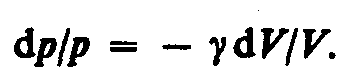 dp/p = − γ dV/V.